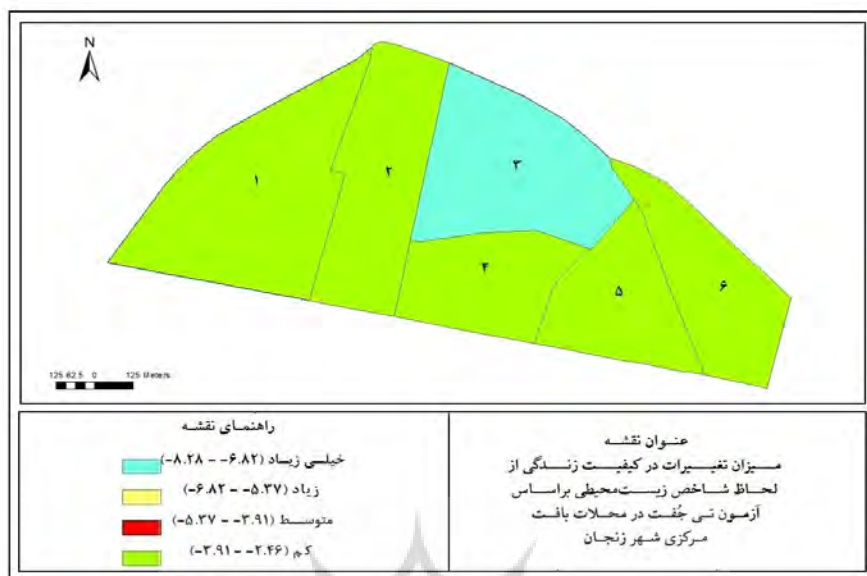 N
۱
۲
۳
۴
۵
۶
125 62.5 0 125 Meters
راهنمای نقشه
خیلی زیاد (-۸.۲۸ - -۶.۸۲)
زیاد (-۶.۸۲ - -۵.۳۷)
متوسط (-۵.۳۷ - -۳.۹۱)
کم (-۳.۹۱ - -۲.۴۶)
عنوان نقشه
میزان تغییرات در کیفیت زندگی از
لحاظ شاخص زیست‌محیطی براساس
آزمون تی جُفت در محلات بافت
مرکزی شهر زنجان